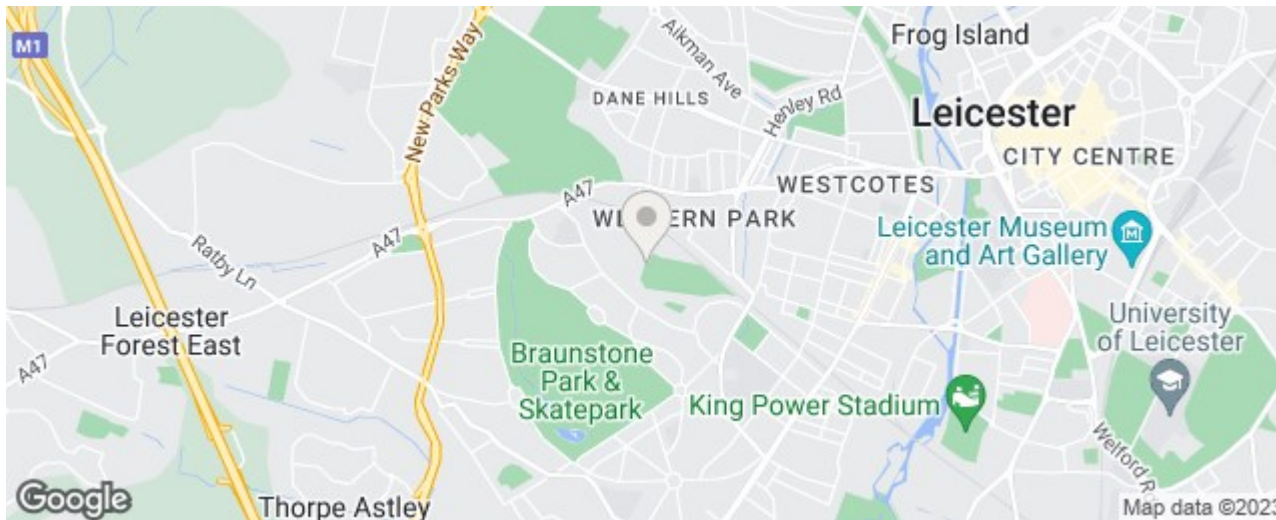 M1
New Parks Way
Aikman Ave
Frog Island
DANE HILLS
Henley Rd
Leicester
CITY CENTRE
A47
WESTCOTES
PARK
Leicester Museum
and Art Gallery
A47
Ratby Ln
University
of Leicester
Leicester
Forest East
Braunstone
Park &
Skatepark
A47
King Power Stadium
Welford
Google
Thorpe Astley
Map data ©2023